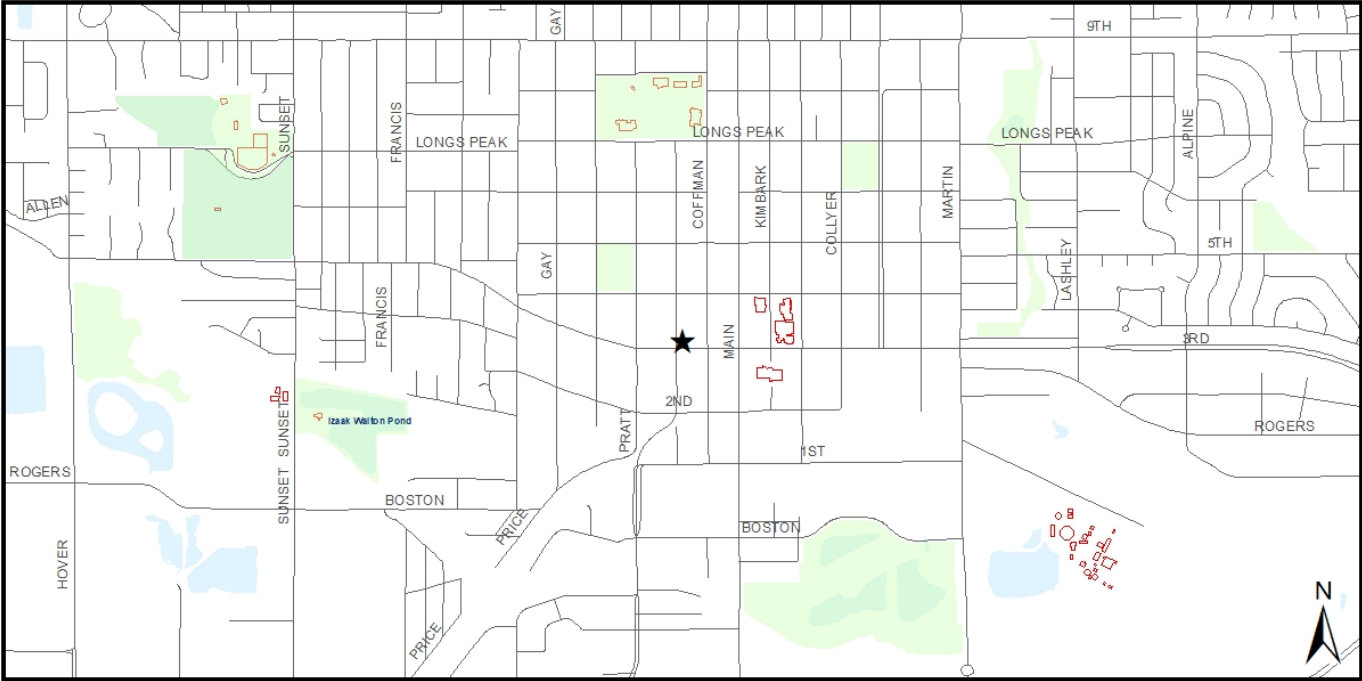 GAY
9TH
SUNSET
FRANCIS
LONGS PEAK
LONGS PEAK
LONGS PEAK
ALPINE
ALLEN
COFFMAN
KIMBARK
COLLYER
MARTIN
5TH
GAY
LASHLEY
FRANCIS
MAIN
3RD
2ND
SUNSET
Izaak Walton Pond
PRATT
ROGERS
1ST
ROGERS
SUNSET
BOSTON
PRICE
BOSTON
HOVER
N
PRICE